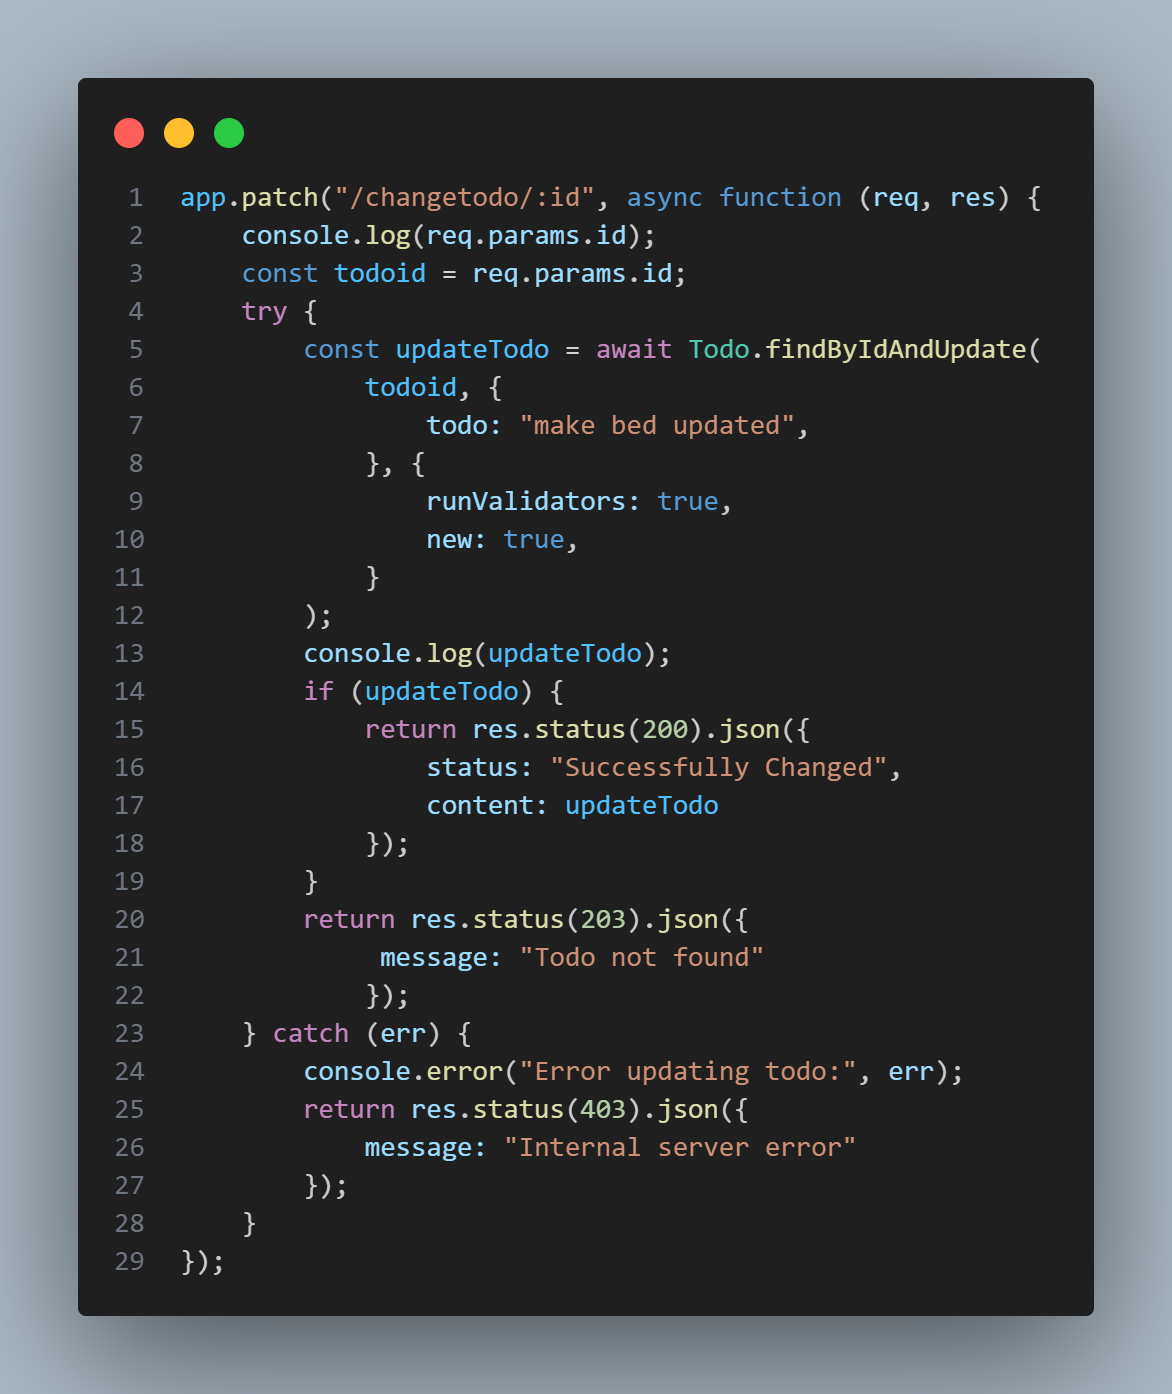 1 app.patch("/changetodo/:id", async function (req, res) {
2     console.log(req.params.id);
3     const todoid = req.params.id;
4     try {
5         const updateTodo = await Todo.findByIdAndUpdate(
6             todoid, {
7                 todo: "make bed updated",
8             }, {
9                 runValidators: true,
10                 new: true,
11             }
12         );
13         console.log(updateTodo);
14         if (updateTodo) {
15             return res.status(200).json({
16                 status: "Successfully Changed",
17                 content: updateTodo
18             });
19         }
20         return res.status(203).json({
21              message: "Todo not found"
22             });
23     } catch (err) {
24         console.error("Error updating todo:", err);
25         return res.status(403).json({
26             message: "Internal server error"
27         });
28     }
29 });